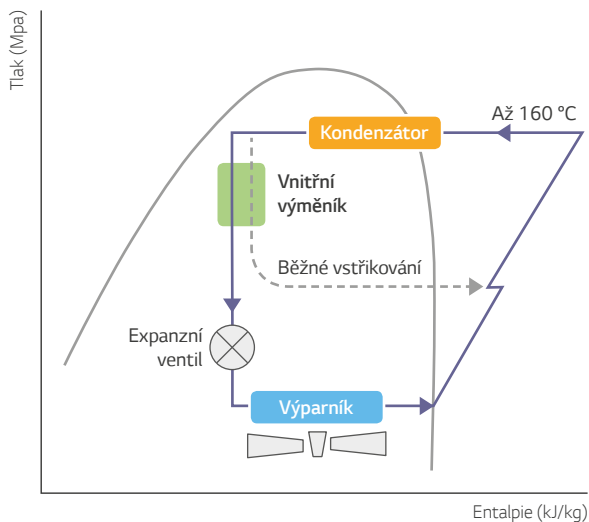 Tlak (Mpa)
Až 160 °C
Kondenzátor
Vnitřní
výměník
Běžné vstřikování
Expanzní
ventil
Výparník
Entalpie (kJ/kg)